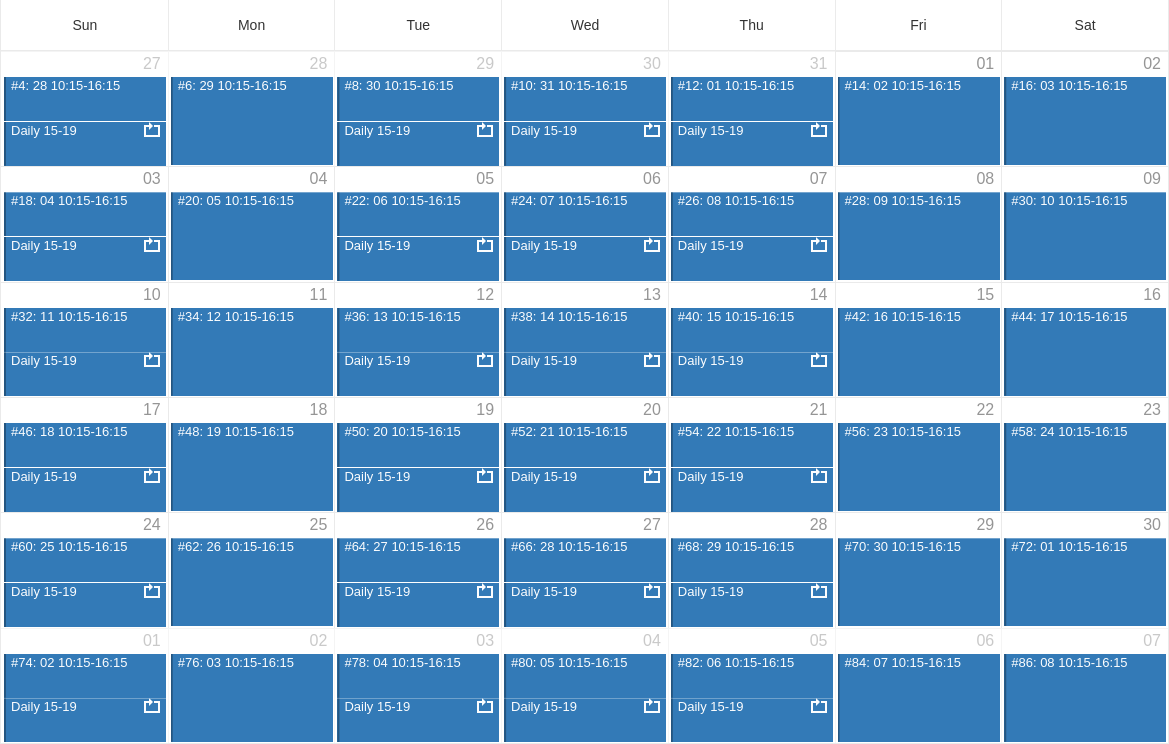 Sun Mon Tue Wed Thu Fri Sat
27 28 29 30 31 01 02
#4: 28 10:15-16:15 #6: 29 10:15-16:15 #8: 30 10:15-16:15 #10: 31 10:15-16:15 #12: 01 10:15-16:15 #14: 02 10:15-16:15 #16: 03 10:15-16:15
Daily 15-19 Daily 15-19 Daily 15-19 Daily 15-19
03 04 05 06 07 08 09
#18: 04 10:15-16:15 #20: 05 10:15-16:15 #22: 06 10:15-16:15 #24: 07 10:15-16:15 #26: 08 10:15-16:15 #28: 09 10:15-16:15 #30: 10 10:15-16:15
Daily 15-19 Daily 15-19 Daily 15-19 Daily 15-19
10 11 12 13 14 15 16
#32: 11 10:15-16:15 #34: 12 10:15-16:15 #36: 13 10:15-16:15 #38: 14 10:15-16:15 #40: 15 10:15-16:15 #42: 16 10:15-16:15 #44: 17 10:15-16:15
Daily 15-19 Daily 15-19 Daily 15-19 Daily 15-19
17 18 19 20 21 22 23
#46: 18 10:15-16:15 #48: 19 10:15-16:15 #50: 20 10:15-16:15 #52: 21 10:15-16:15 #54: 22 10:15-16:15 #56: 23 10:15-16:15 #58: 24 10:15-16:15
Daily 15-19 Daily 15-19 Daily 15-19 Daily 15-19
24 25 26 27 28 29 30
#60: 25 10:15-16:15 #62: 26 10:15-16:15 #64: 27 10:15-16:15 #66: 28 10:15-16:15 #68: 29 10:15-16:15 #70: 30 10:15-16:15 #72: 01 10:15-16:15
Daily 15-19 Daily 15-19 Daily 15-19 Daily 15-19
01 02 03 04 05 06 07
#74: 02 10:15-16:15 #76: 03 10:15-16:15 #78: 04 10:15-16:15 #80: 05 10:15-16:15 #82: 06 10:15-16:15 #84: 07 10:15-16:15 #86: 08 10:15-16:15
Daily 15-19 Daily 15-19 Daily 15-19 Daily 15-19